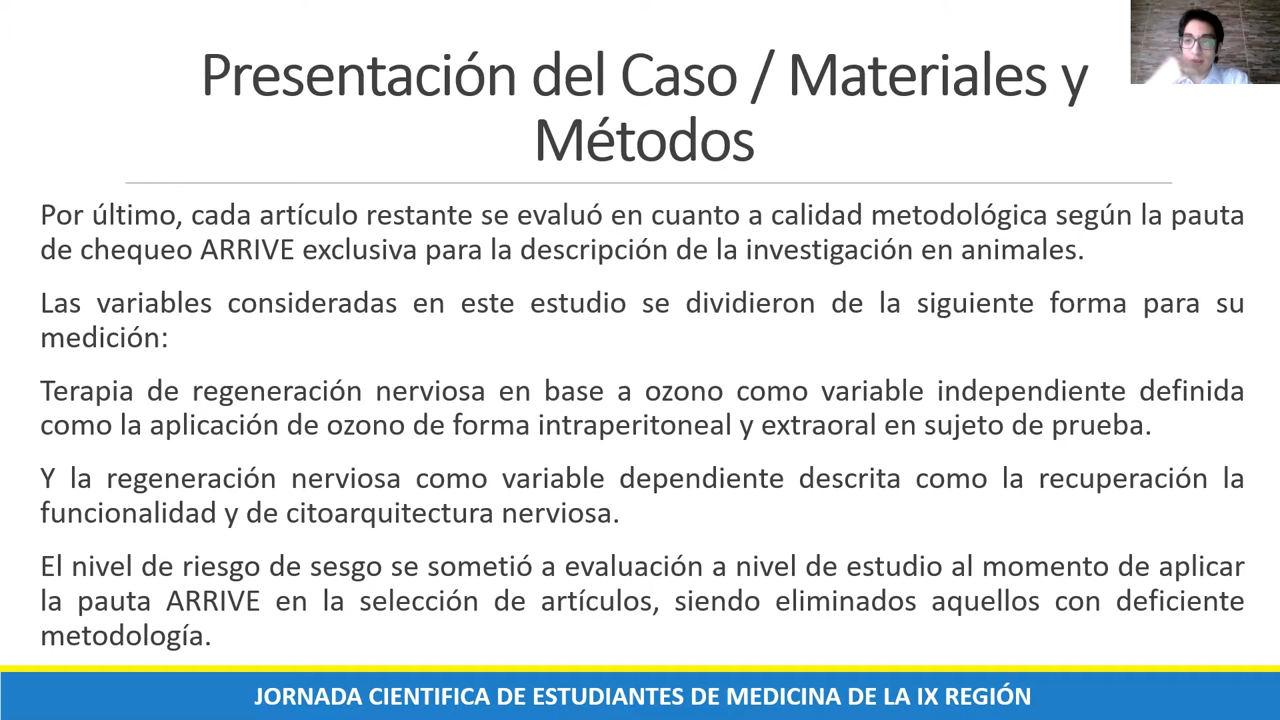 Presentación del Caso / Materiales y
Métodos
Por último, cada artículo restante se evaluó en cuanto a calidad metodológica según la pauta
de chequeo ARRIVE exclusiva para la descripción de la investigación en animales.
Las variables consideradas en este estudio se dividieron de la siguiente forma para su
medición:
Terapia de regeneración nerviosa en base a ozono como variable independiente definida
como la aplicación de ozono de forma intraperitoneal y extraoral en sujeto de prueba.
Y la regeneración nerviosa como variable dependiente descrita como la recuperación la
funcionalidad y de citoarquitectura nerviosa.
El nivel de riesgo de sesgo se sometió a evaluación a nivel de estudio al momento de aplicar
la pauta ARRIVE en la selección de artículos, siendo eliminados aquellos con deficiente
metodología.
JORNADA CIENTIFICA DE ESTUDIANTES DE MEDICINA DE LA IX REGIÓN